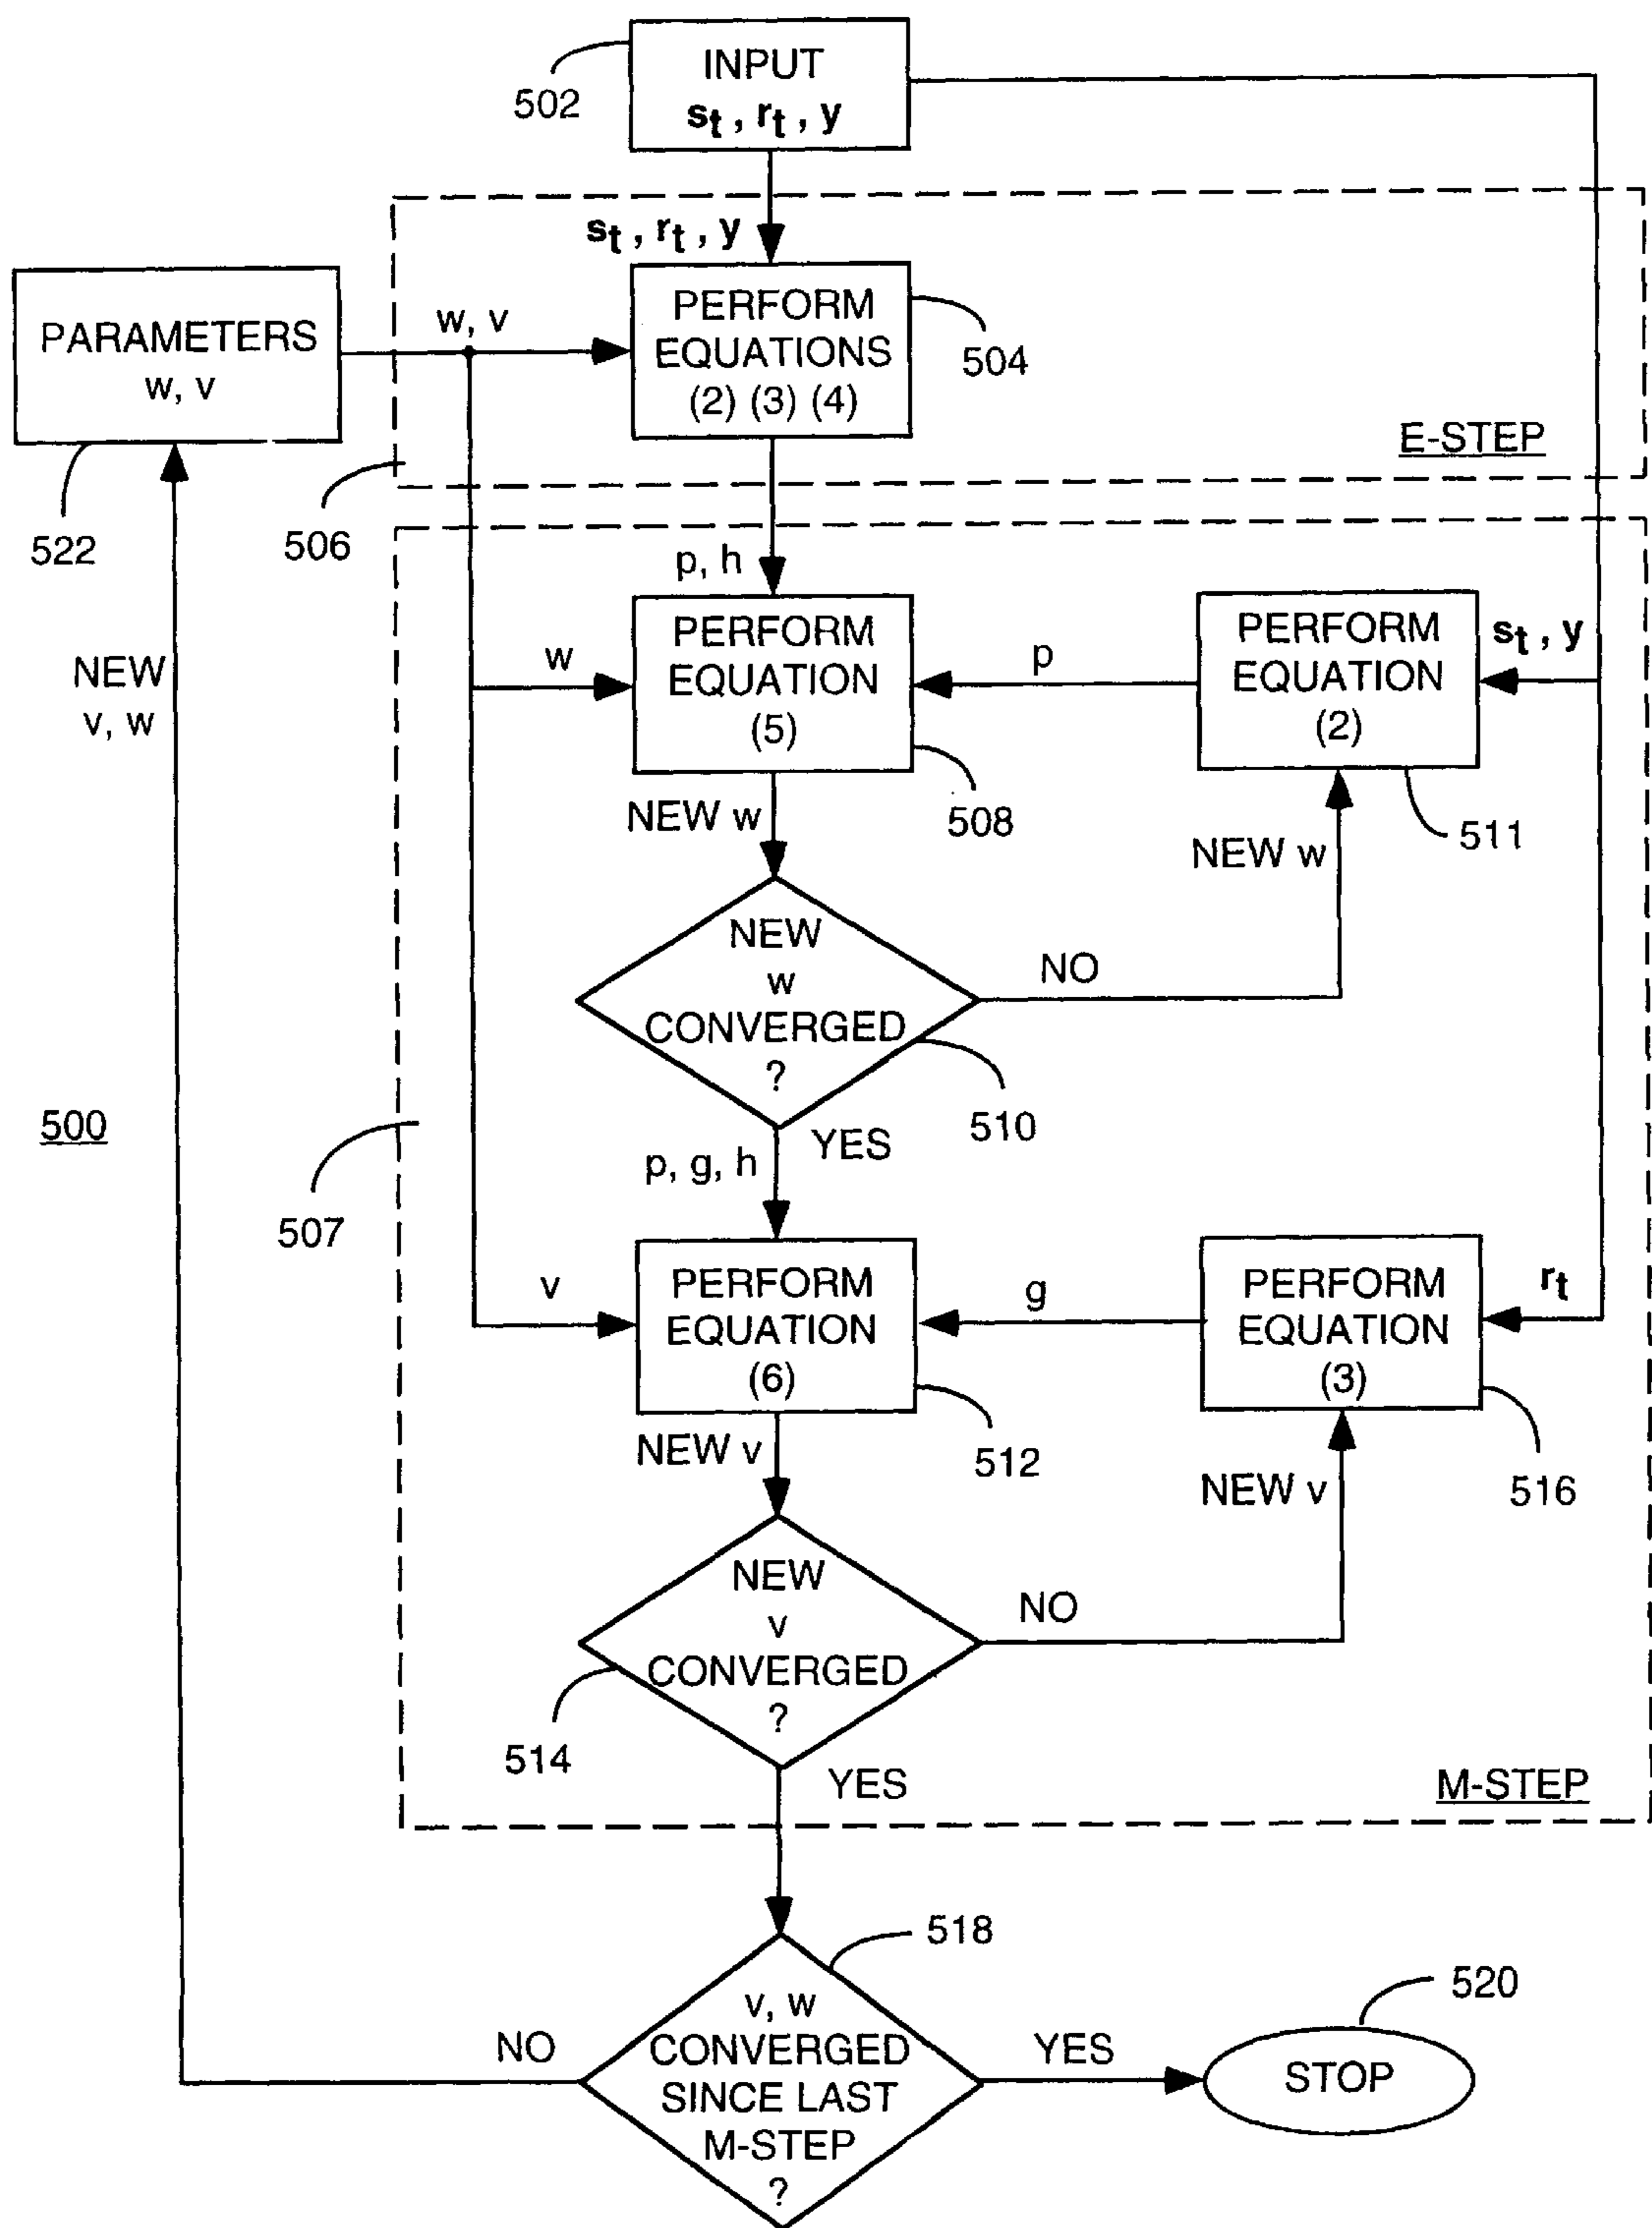 INPUT
st , rt , y
502
st , rt , y
PARAMETERS
w, v
w, v
PERFORM
EQUATIONS
(2) (3) (4)
504
E-STEP
522
506
p, h
NEW
v, w
w
PERFORM
EQUATION
(5)
p
PERFORM
EQUATION
(2)
st , y
NEW w
508
511
NEW w
NEW
w
CONVERGED
?
NO
510
500
YES
p, g, h
507
v
PERFORM
EQUATION
(6)
g
PERFORM
EQUATION
(3)
rt
NEW v
512
516
NEW v
NEW
v
CONVERGED
?
NO
514
YES
M-STEP
518
v, w
CONVERGED
SINCE LAST
M-STEP
?
NO
YES
520
STOP